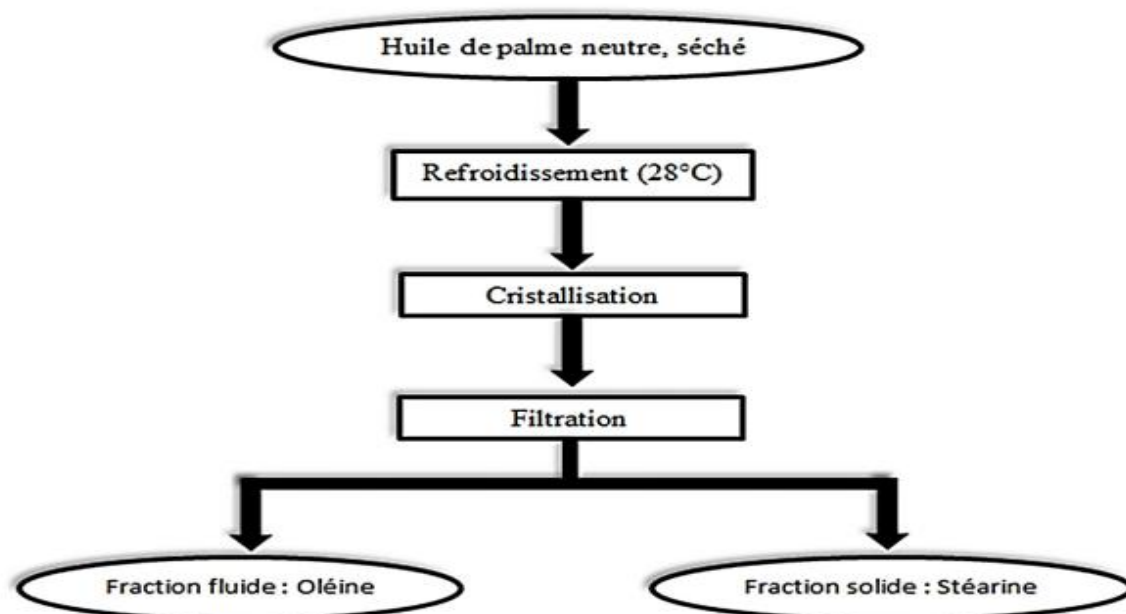 Huile de palme neutre, séché
Refroidissement (28°C)
Cristallisation
Filtration
Fraction fluide : Oléine
Fraction solide : Stéarine